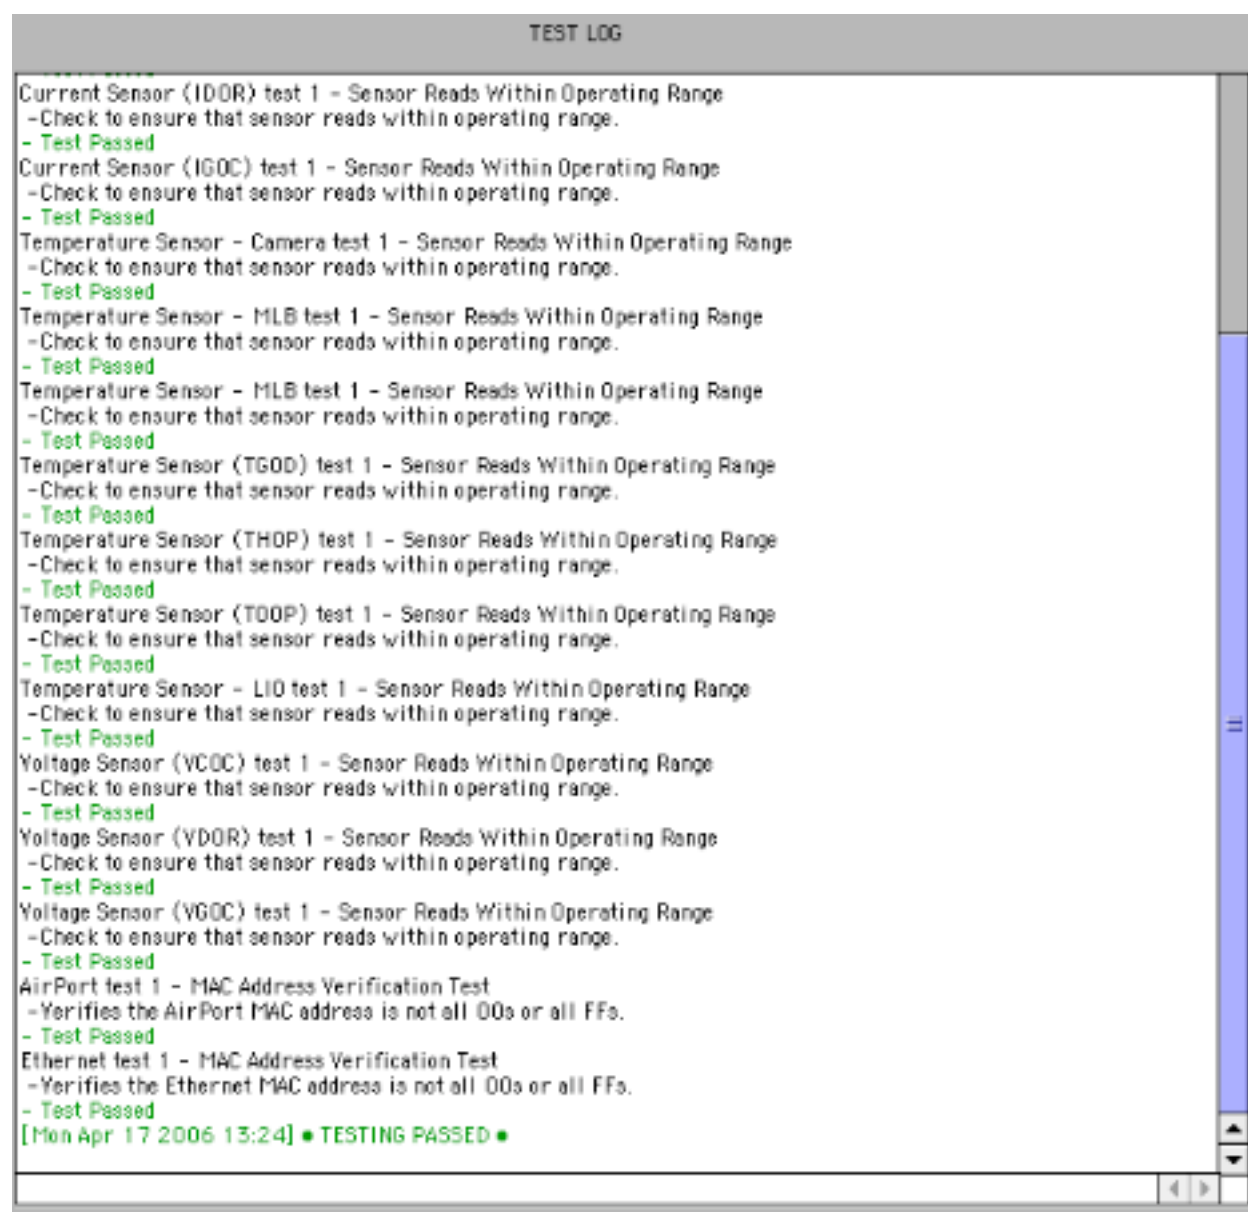 TEST LOG
Current Sensor (IDOR) test 1 - Sensor Reads Within Operating Range
-Check to ensure that sensor reads within operating range.
- Test Passed
Current Sensor (IGOC) test 1 - Sensor Reads Within Operating Range
-Check to ensure that sensor reads within operating range.
- Test Passed
Temperature Sensor - Camera test 1 - Sensor Reads Within Operating Range
-Check to ensure that sensor reads within operating range.
- Test Passed
Temperature Sensor - MLB test 1 - Sensor Reads Within Operating Range
-Check to ensure that sensor reads within operating range.
- Test Passed
Temperature Sensor - MLB test 1 - Sensor Reads Within Operating Range
-Check to ensure that sensor reads within operating range.
- Test Passed
Temperature Sensor (TGOD) test 1 - Sensor Reads Within Operating Range
-Check to ensure that sensor reads within operating range.
- Test Passed
Temperature Sensor (THOP) test 1 - Sensor Reads Within Operating Range
-Check to ensure that sensor reads within operating range.
- Test Passed
Temperature Sensor (TOOP) test 1 - Sensor Reads Within Operating Range
-Check to ensure that sensor reads within operating range.
- Test Passed
Temperature Sensor - LIO test 1 - Sensor Reads Within Operating Range
-Check to ensure that sensor reads within operating range.
- Test Passed
Voltage Sensor (VCOC) test 1 - Sensor Reads Within Operating Range
-Check to ensure that sensor reads within operating range.
- Test Passed
Voltage Sensor (VDOR) test 1 - Sensor Reads Within Operating Range
-Check to ensure that sensor reads within operating range.
- Test Passed
Voltage Sensor (VGOC) test 1 - Sensor Reads Within Operating Range
-Check to ensure that sensor reads within operating range.
- Test Passed
AirPort test 1 - MAC Address Verification Test
-Verifies the AirPort MAC address is not all 00s or all FFs.
- Test Passed
Ethernet test 1 - MAC Address Verification Test
-Verifies the Ethernet MAC address is not all 00s or all FFs.
- Test Passed
[Mon Apr 17 2006 13:24] • TESTING PASSED •